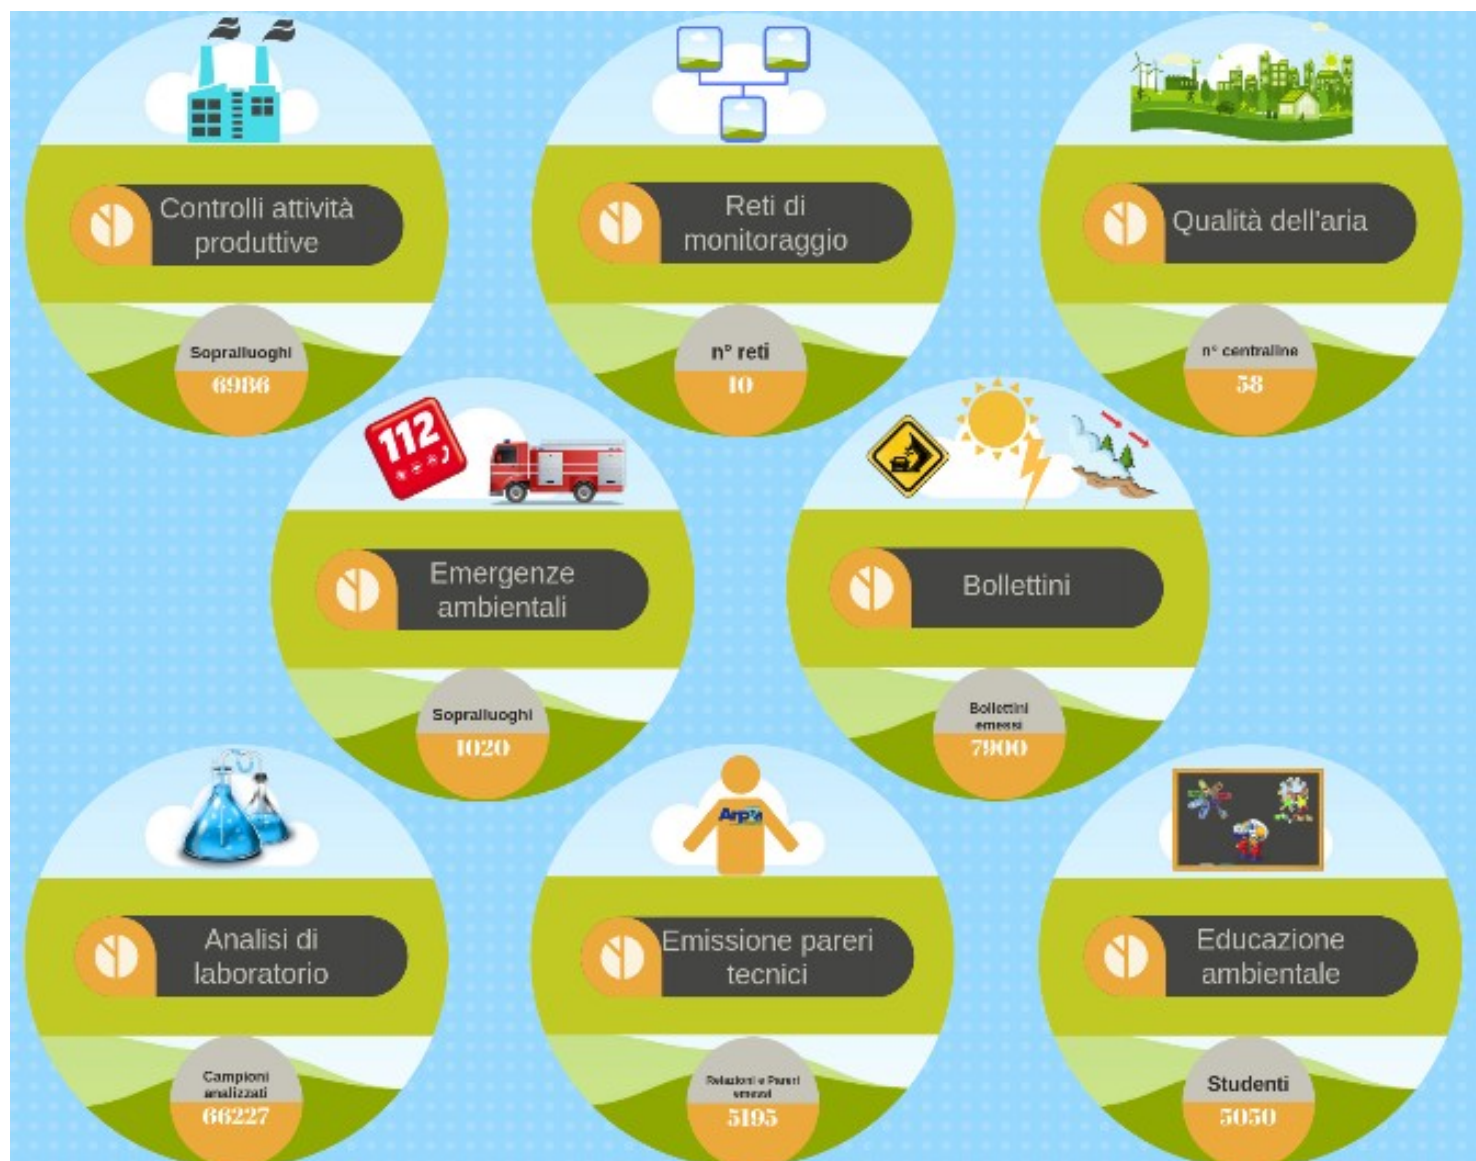 Controlli attività
produttive
Sopralluoghi
6986
Reti di
monitoraggio
n° reti
10
Qualità dell'aria
n° centraline
58
112
Emergenze
ambientali
Sopralluoghi
1020
Bollettini
Bollettini
emessi
7900
Analisi di
laboratorio
Campioni
analizzati
66227
Arpa
Emissione pareri
tecnici
Relazioni e Pareri
emessi
5195
Educazione
ambientale
Studenti
5050